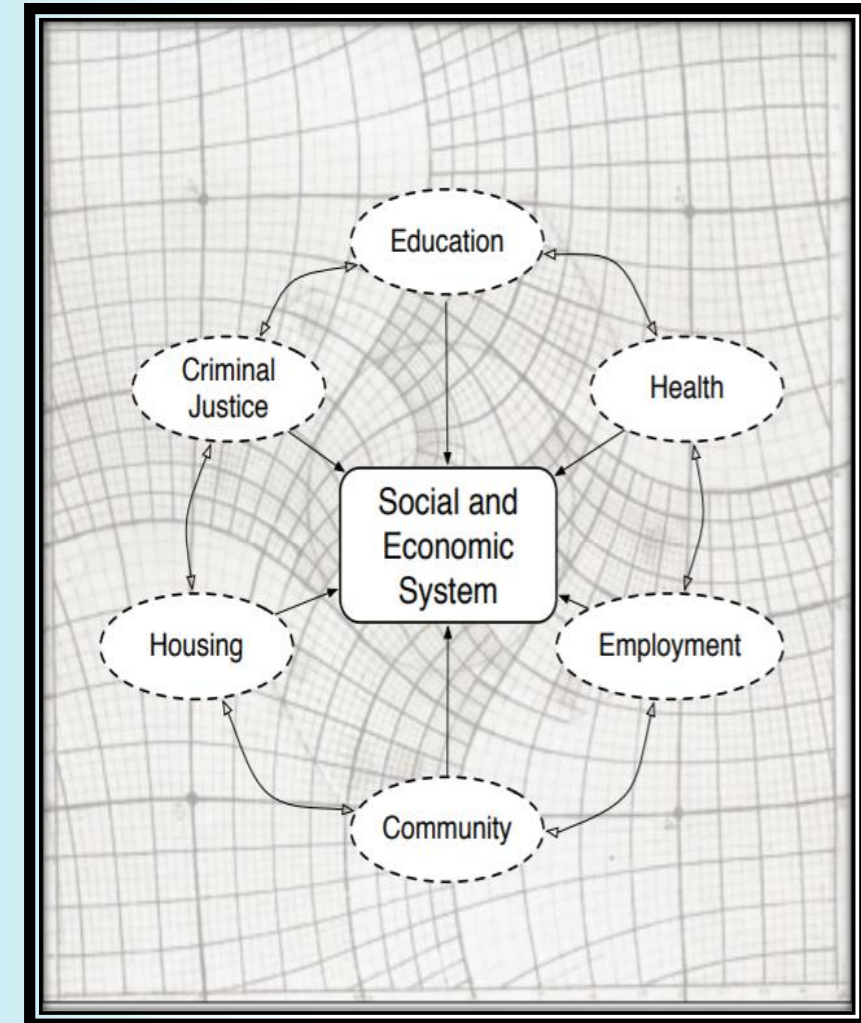 Education
Criminal
Justice
Health
Social and
Economic
System
Housing
Employment
Community